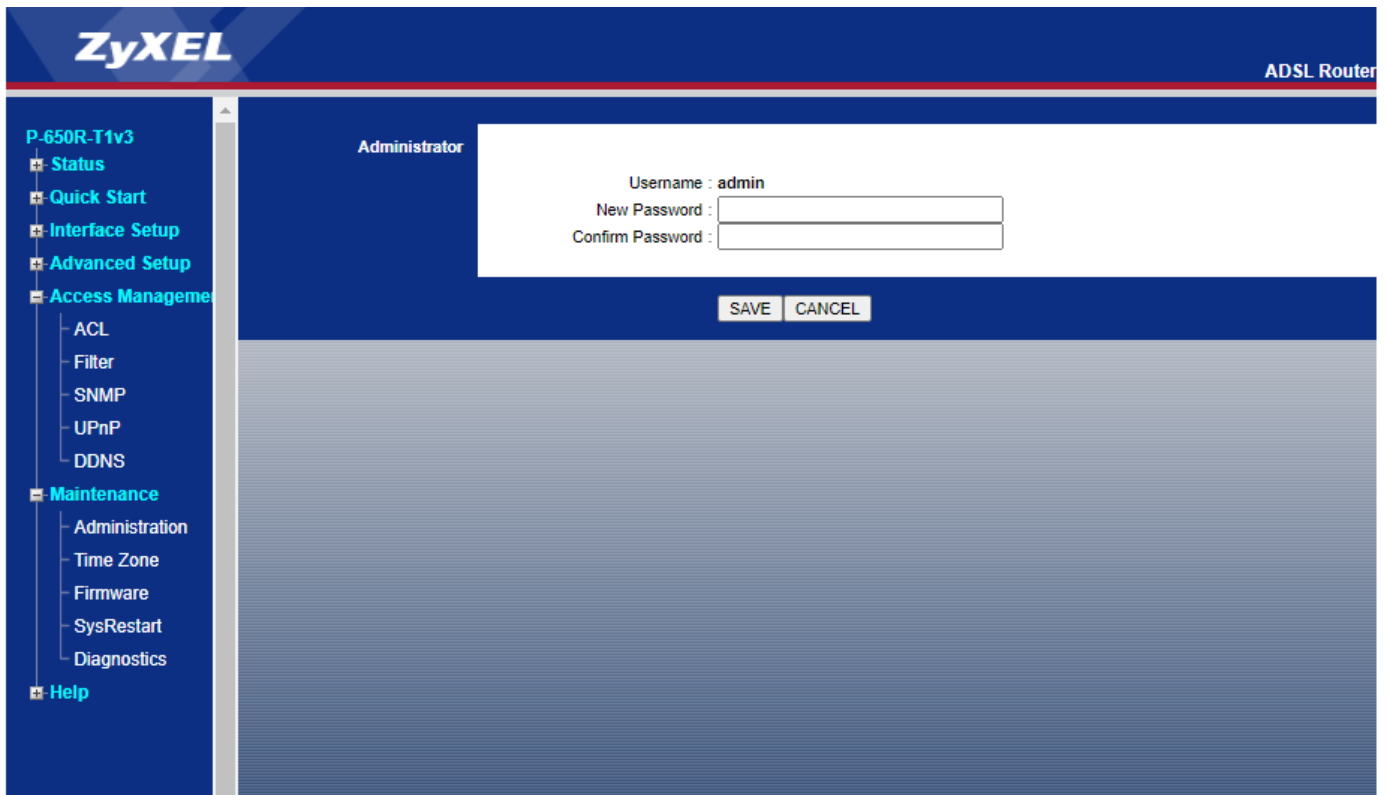 ZyXEL
ADSL Router
P-650R-T1v3
Status
Quick Start
Interface Setup
Advanced Setup
Access Managemen
ACL
Filter
SNMP
UPnP
DDNS
Maintenance
Administration
Time Zone
Firmware
SysRestart
Diagnostics
Help
Administrator
Username : admin
New Password :
Confirm Password :
SAVE CANCEL